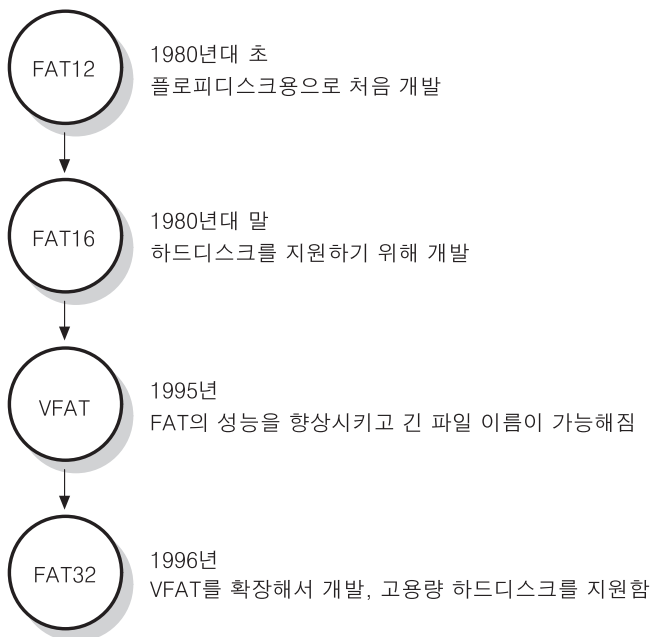 FAT12
1980년대 초
플로피디스크용으로 처음 개발
FAT16
1980년대 말
하드디스크를 지원하기 위해 개발
VFAT
1995년
FAT의 성능을 향상시키고 긴 파일 이름이 가능해짐
FAT32
1996년
VFAT를 확장해서 개발, 고용량 하드디스크를 지원함